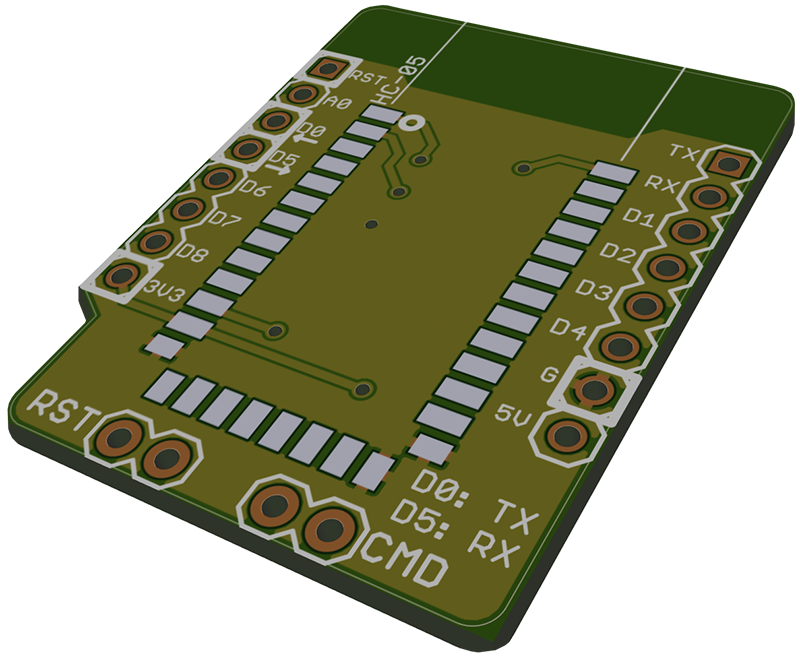 HC-05
RST
A0
D0
D5
D6
D7
D8
3V3
TX
RX
D1
D2
D3
D4
G
5V
RST
CMD
D0: TX
D5: RX